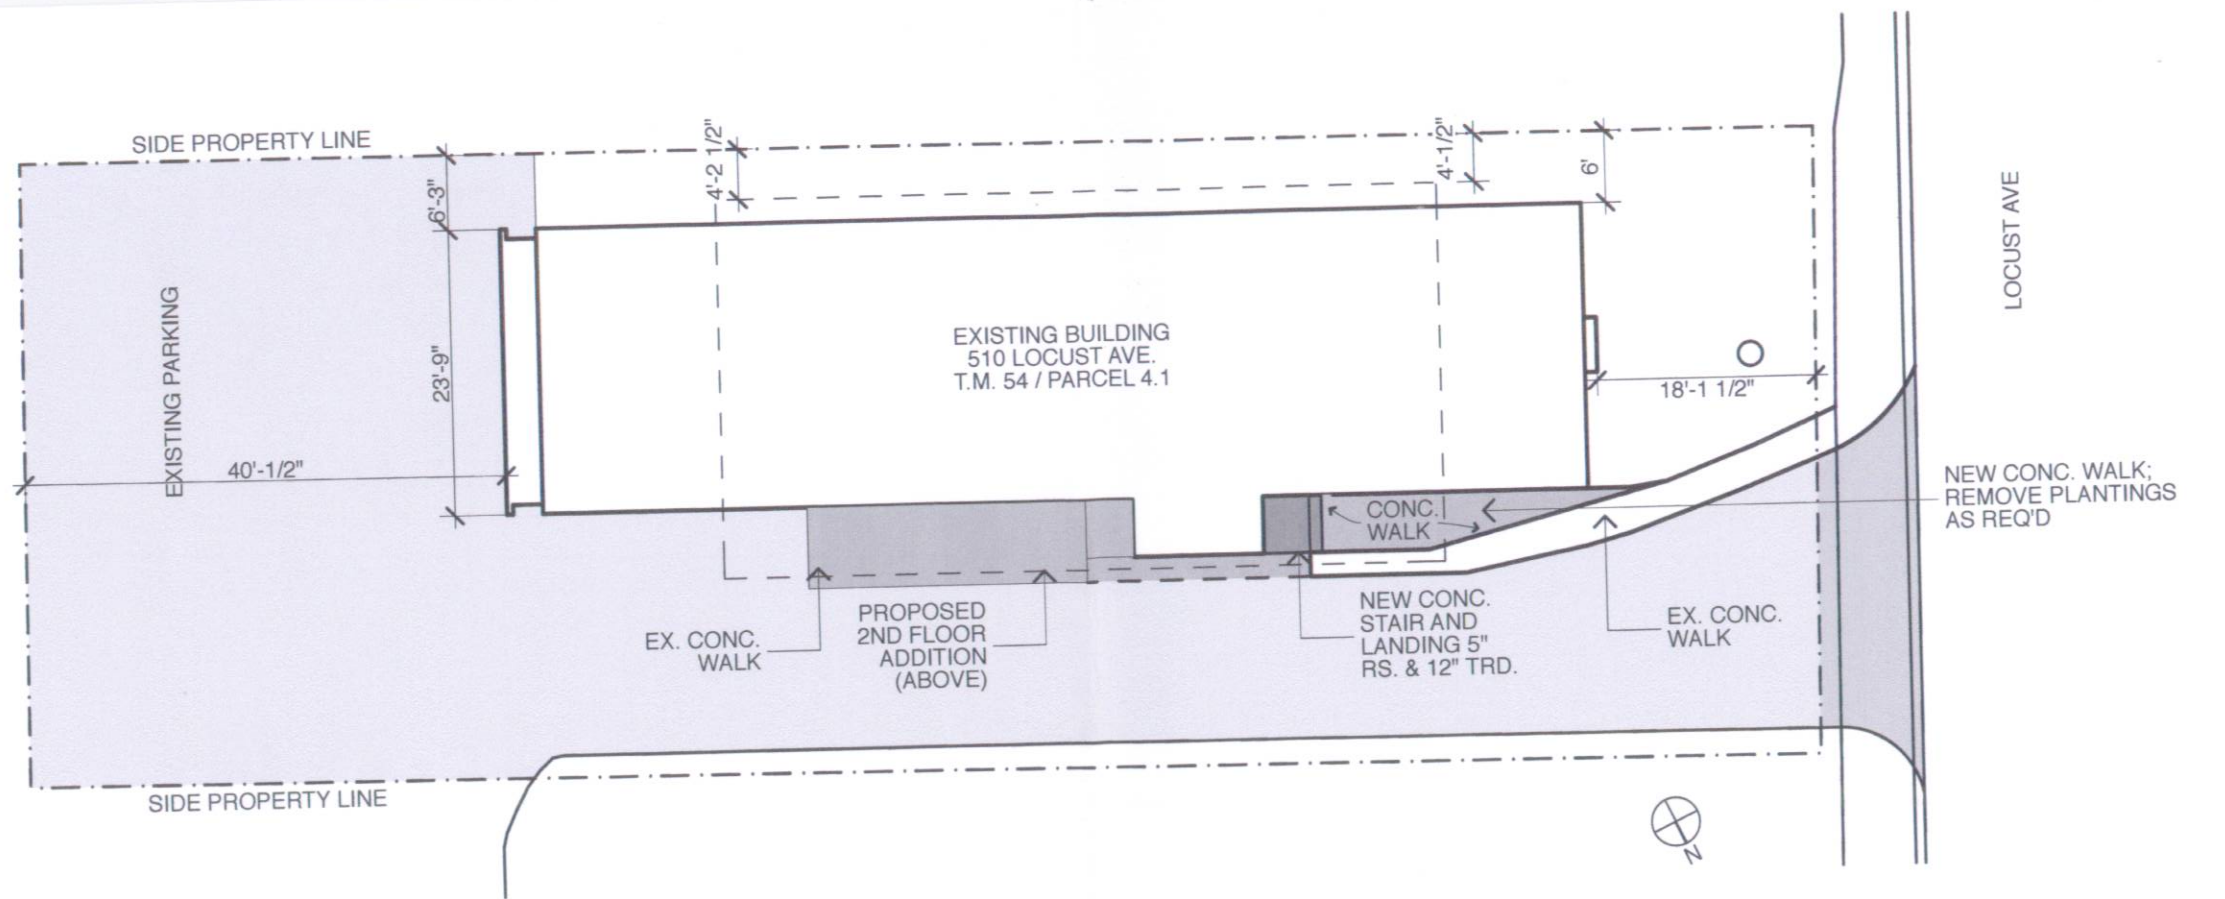 SIDE PROPERTY LINE
6'-3"
4'-2 1/2"
4'-1/2"
6'
LOCUST AVE
EXISTING PARKING
23'-9"
EXISTING BUILDING
510 LOCUST AVE.
T.M. 54 / PARCEL 4.1
18'-1 1/2"
40'-1/2"
CONC.
WALK
NEW CONC. WALK;
REMOVE PLANTINGS
AS REQ'D
EX. CONC.
WALK
PROPOSED
2ND FLOOR
ADDITION
(ABOVE)
NEW CONC.
STAIR AND
LANDING 5"
RS. & 12" TRD.
EX. CONC.
WALK
SIDE PROPERTY LINE
N